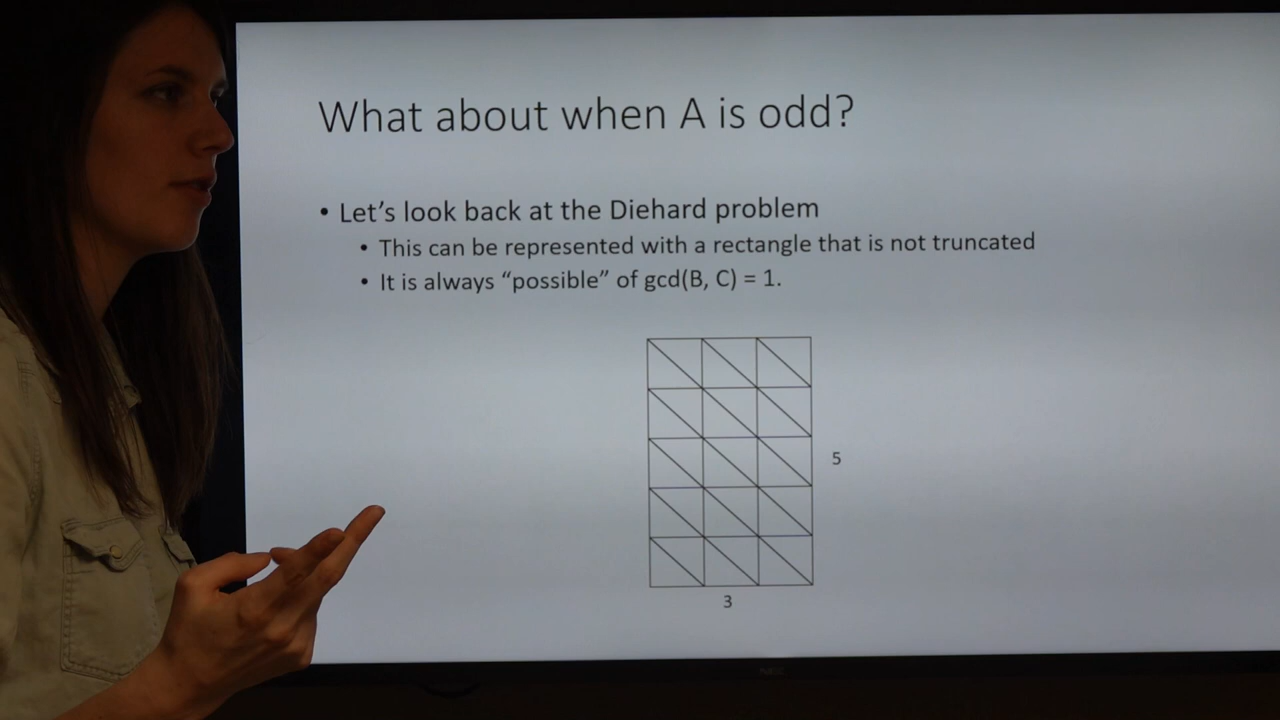 What about when A is odd?
• Let's look back at the Diehard problem
• This can be represented with a rectangle that is not truncated
• It is always “possible” of gcd(B, C) = 1.
5
3